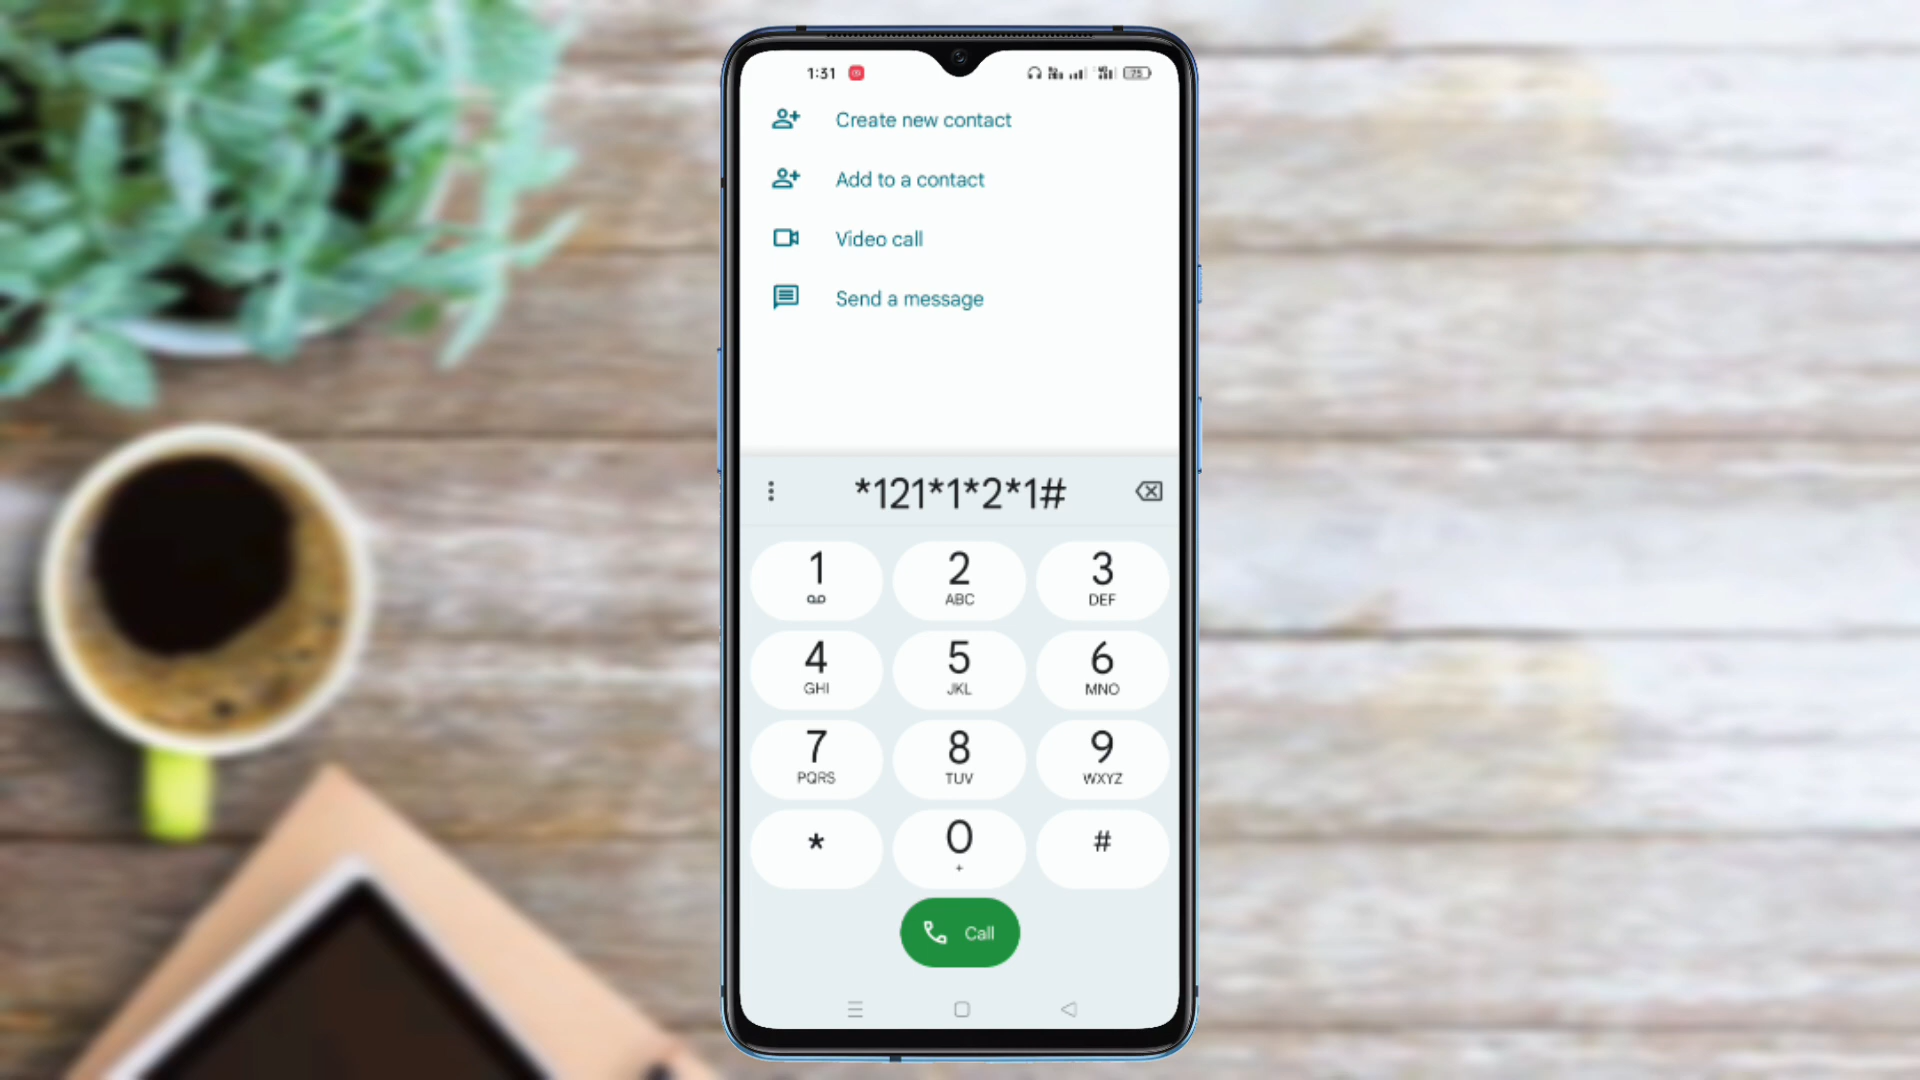 1:31
75
Create new contact
Add to a contact
Video call
Send a message
*121*1*2*1#
1 2 3
ABC DEF
4 5 6
GHI JKL MNO
7 8 9
PQRS TUV WXYZ
* 0 #
+
Call